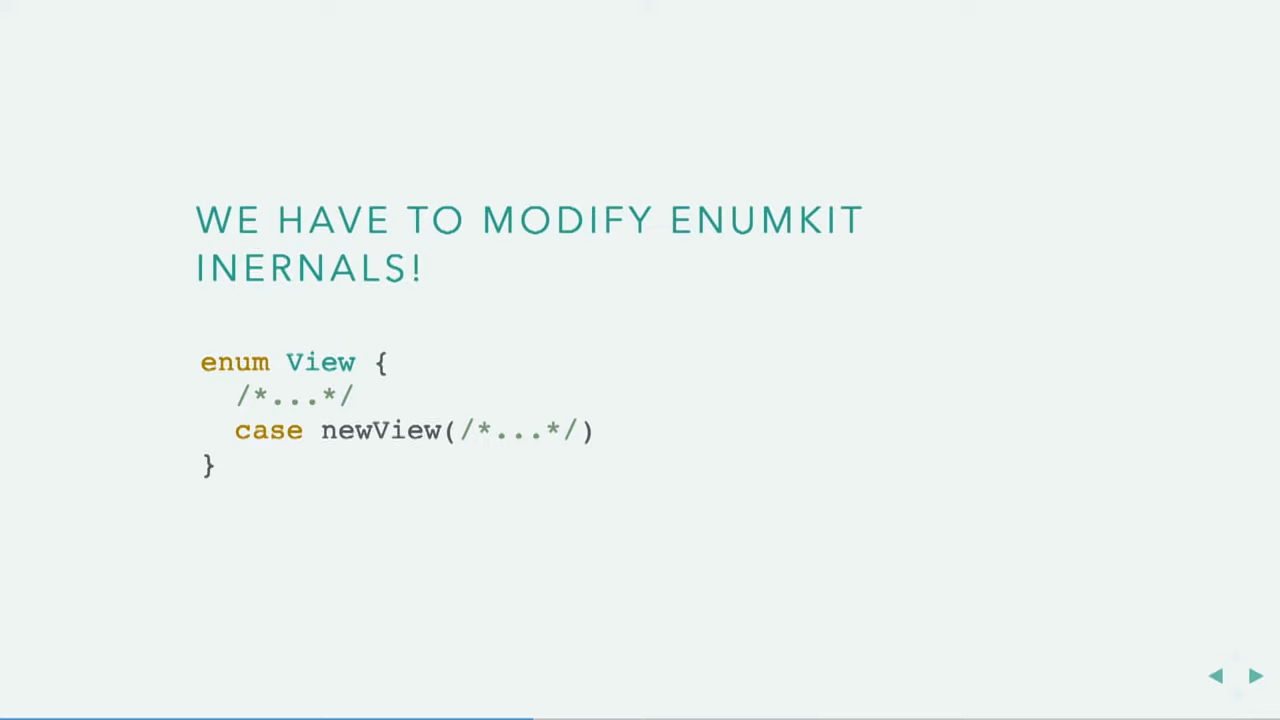 WE HAVE TO MODIFY ENUMKIT
INERNALS!
enum View {
  /*...*/
  case newView(/*...*/)
}